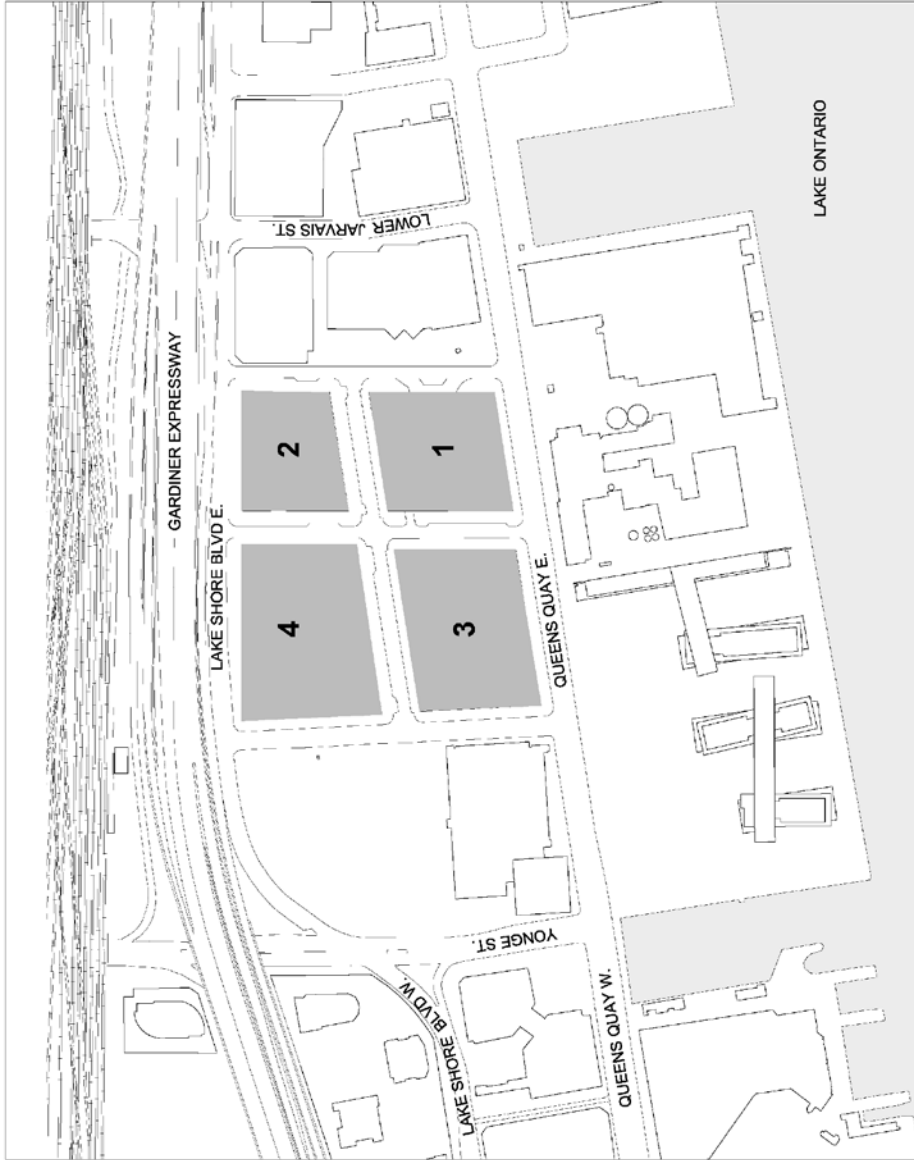 GARDINER EXPRESSWAY
LAKE SHORE BLVD E.
LOWER JARVAIS ST.
2
1
4
3
QUEENS QUAY E.
LAKE ONTARIO
YONGE ST.
LAKE SHORE BLVD W.
QUEENS QUAY W.